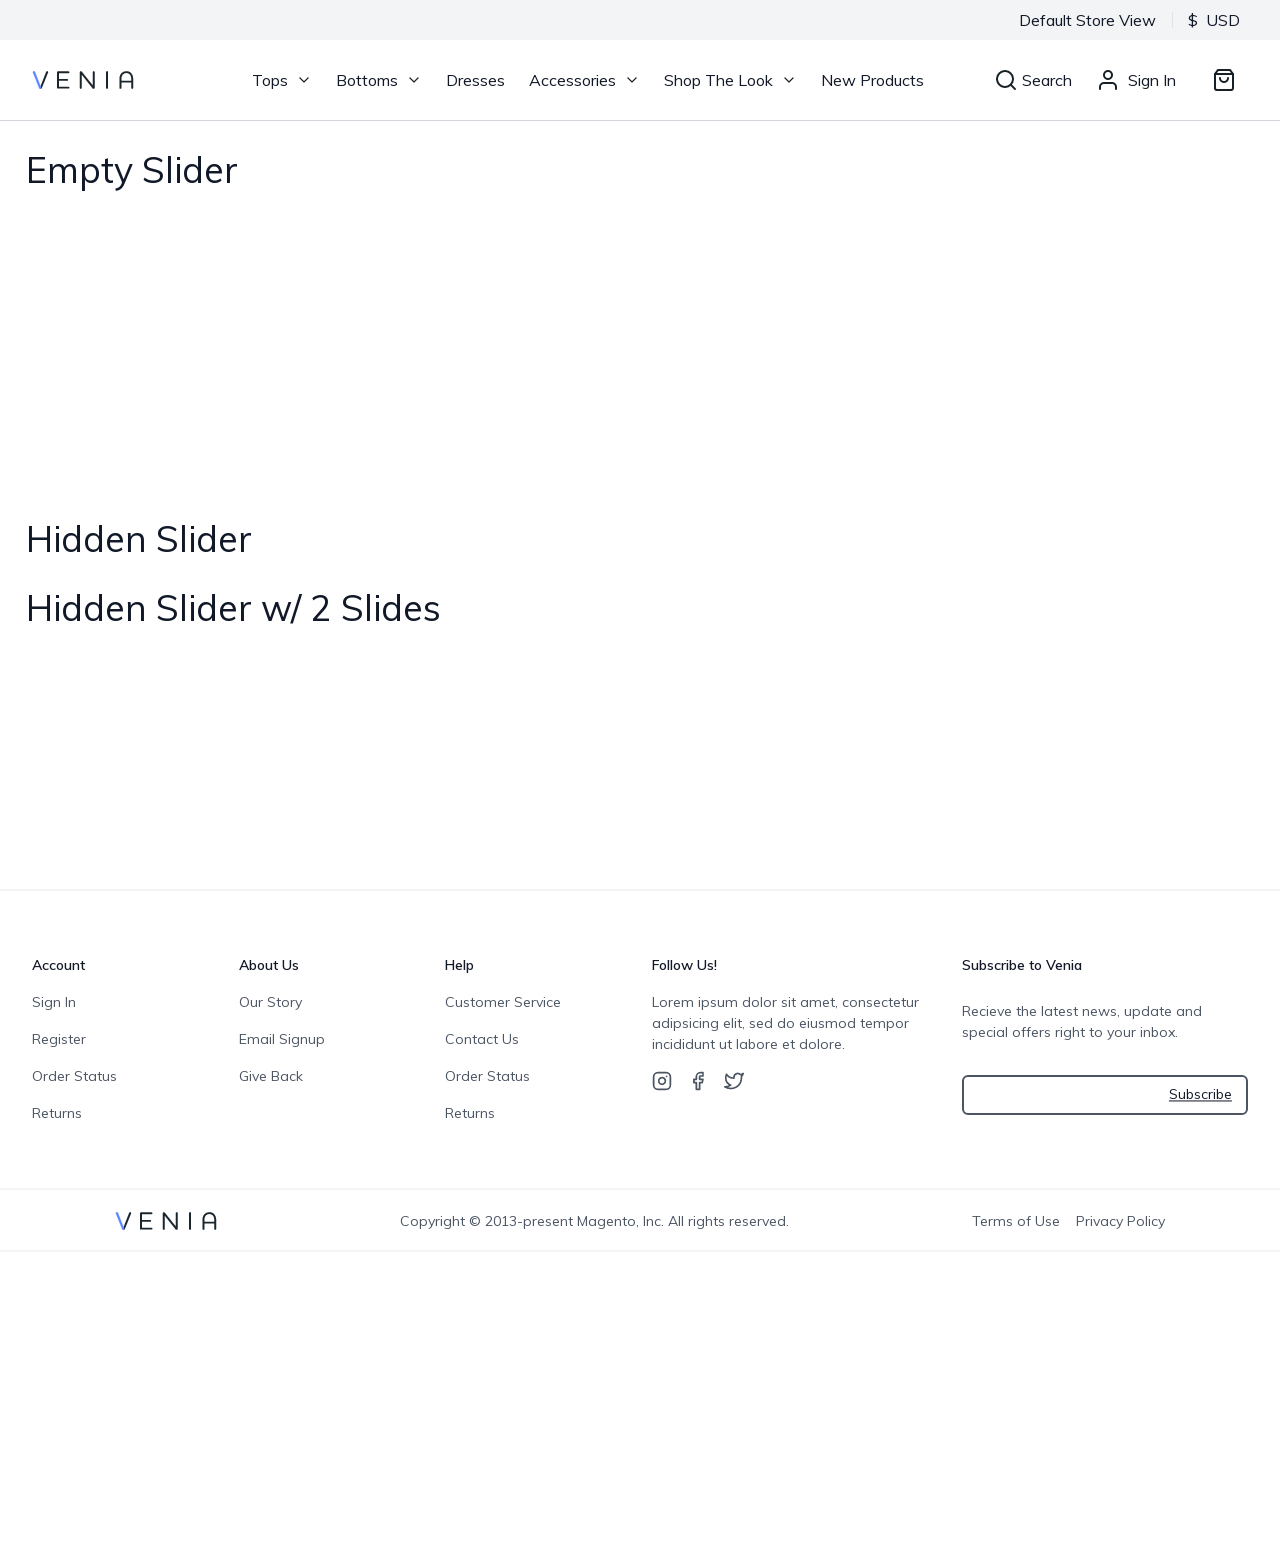 Default Store View $ USD
VENIA Tops Bottoms Dresses Accessories Shop The Look New Products Search Sign In
Empty Slider
Hidden Slider
Hidden Slider w/ 2 Slides
Account
Sign In
Register
Order Status
Returns
About Us
Our Story
Email Signup
Give Back
Help
Customer Service
Contact Us
Order Status
Returns
Follow Us!
Lorem ipsum dolor sit amet, consectetur
adipsicing elit, sed do eiusmod tempor
incididunt ut labore et dolore.
Subscribe to Venia
Recieve the latest news, update and
special offers right to your inbox.
Subscribe
VENIA Copyright © 2013-present Magento, Inc. All rights reserved. Terms of Use Privacy Policy